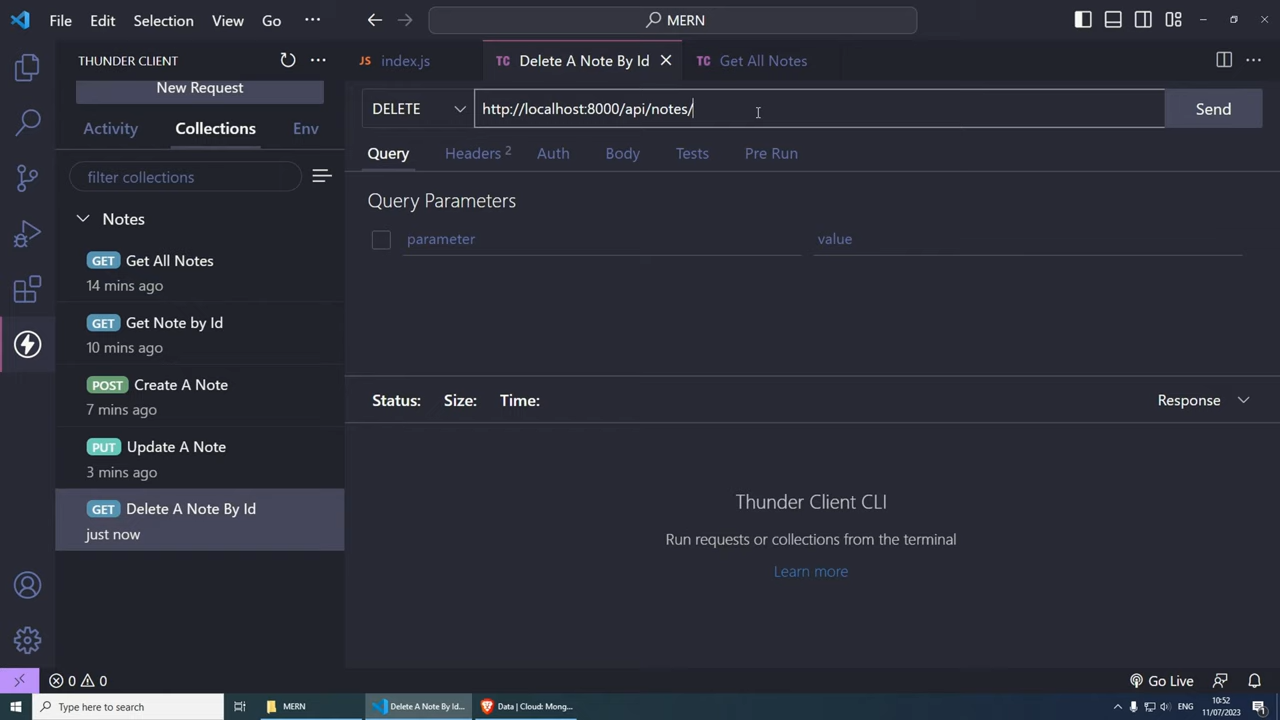 File Edit Selection View Go ··· MERN
THUNDER CLIENT ···
JS index.js TC Delete A Note By Id TC Get All Notes ···
New Request
DELETE http://localhost:8000/api/notes/ Send
Activity Collections Env
Query Headers 2 Auth Body Tests Pre Run
filter collections
Query Parameters
Notes
parameter value
GET Get All Notes
14 mins ago
GET Get Note by Id
10 mins ago
POST Create A Note
7 mins ago
Status: Size: Time: Response
PUT Update A Note
3 mins ago
GET Delete A Note By Id
just now
Thunder Client CLI
Run requests or collections from the terminal
Learn more
0 0 Go Live
Type here to search MERN Delete A Note By Id... Data | Cloud: Mong... ENG 10:52
11/07/2023 1